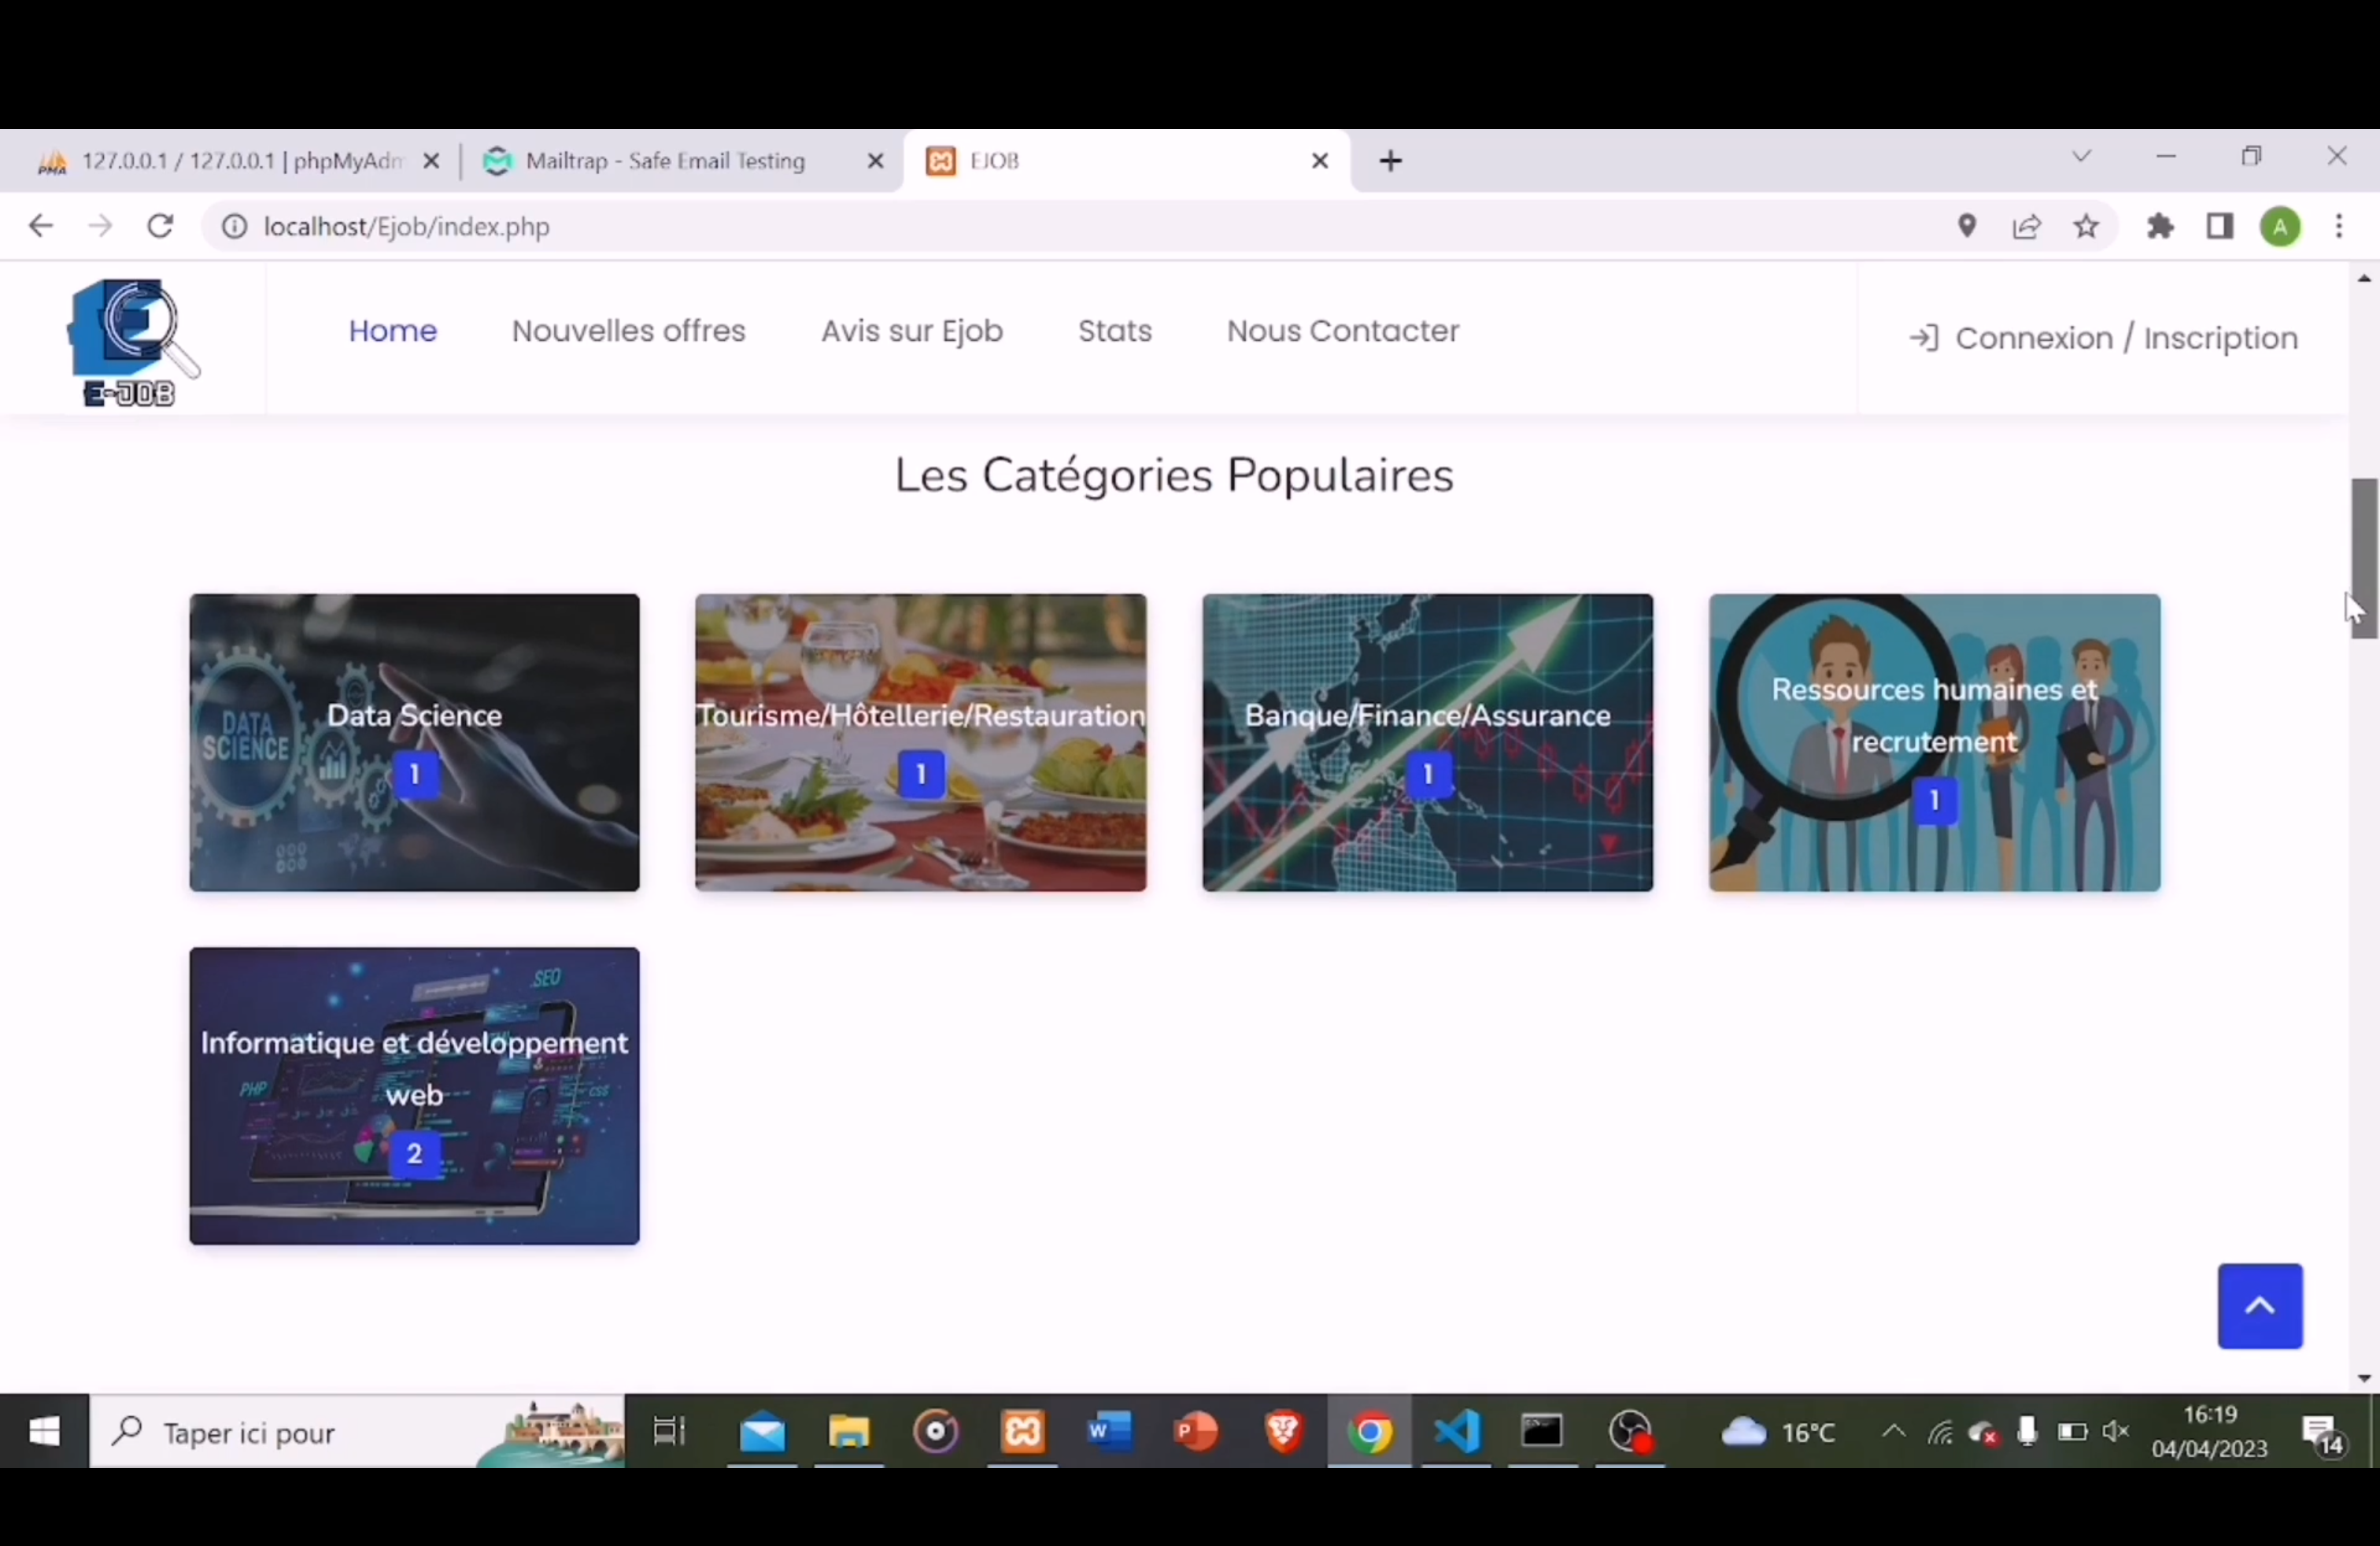 127.0.0.1 / 127.0.0.1 | phpMyAdm
Mailtrap - Safe Email Testing
EJOB
localhost/Ejob/index.php
A
E-JOB
Home
Nouvelles offres
Avis sur Ejob
Stats
Nous Contacter
Connexion / Inscription
Les Catégories Populaires
DATA
SCIENCE
Data Science
1
Tourisme/Hôtellerie/Restauration
1
Banque/Finance/Assurance
1
Ressources humaines et
recrutement
1
.SEO
Informatique et développement
PHP
web
CSS
2
Taper ici pour
16°C
16:19
04/04/2023
14